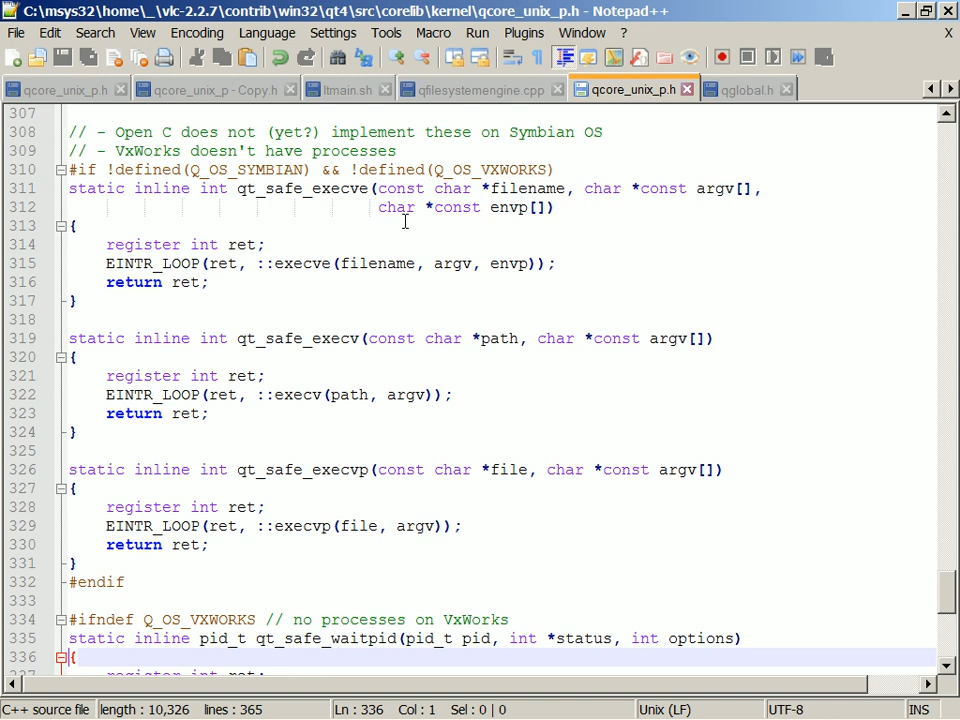 C:\msys32\home\_\vlc-2.2.7\contrib\win32\qt4\src\corelib\kernel\qcore_unix_p.h - Notepad++
File Edit Search View Encoding Language Settings Tools Macro Run Plugins Window ? X
qcore_unix_p.h qcore_unix_p - Copy.h ltmain.sh qfilesystemengine.cpp qcore_unix_p.h qglobal.h
307
308 // - Open C does not (yet?) implement these on Symbian OS
309 // - VxWorks doesn't have processes
310 #if !defined(Q_OS_SYMBIAN) && !defined(Q_OS_VXWORKS)
311 static inline int qt_safe_execve(const char *filename, char *const argv[],
312 char *const envp[])
313 {
314 register int ret;
315 EINTR_LOOP(ret, ::execve(filename, argv, envp));
316 return ret;
317 }
318
319 static inline int qt_safe_execv(const char *path, char *const argv[])
320 {
321 register int ret;
322 EINTR_LOOP(ret, ::execv(path, argv));
323 return ret;
324 }
325
326 static inline int qt_safe_execvp(const char *file, char *const argv[])
327 {
328 register int ret;
329 EINTR_LOOP(ret, ::execvp(file, argv));
330 return ret;
331 }
332 #endif
333
334 #ifndef Q_OS_VXWORKS // no processes on VxWorks
335 static inline pid_t qt_safe_waitpid(pid_t pid, int *status, int options)
336 {
337 register int ret;
C++ source file length : 10,326 lines : 365 Ln : 336 Col : 1 Sel : 0 | 0 Unix (LF) UTF-8 INS